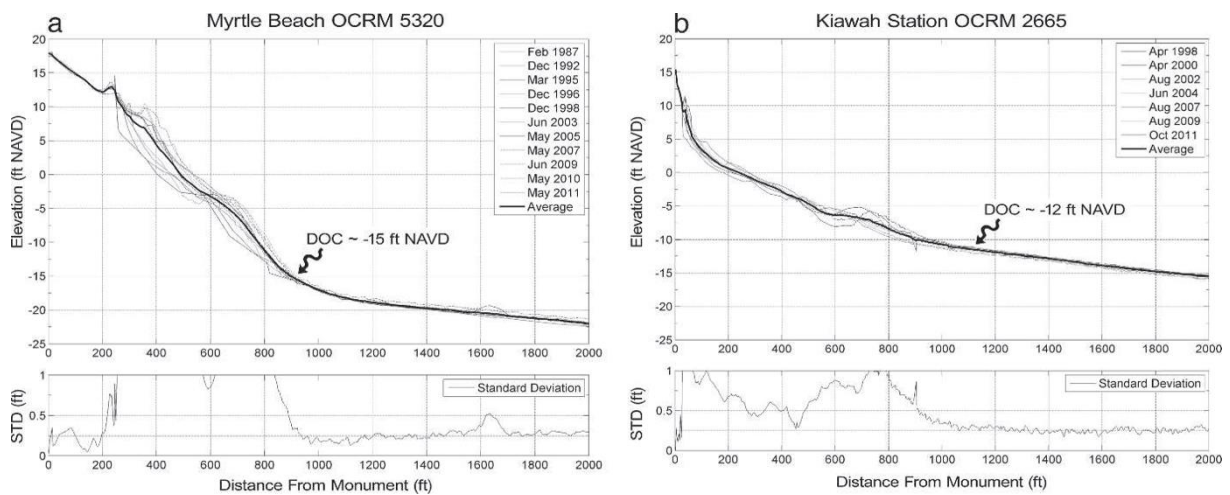 a
Myrtle Beach OCRM 5320
Elevation (ft NAVD)
20
15
10
5
0
-5
-10
-15
-20
-25
Feb 1987
Dec 1992
Mar 1995
Dec 1996
Dec 1998
Jun 2003
May 2005
May 2007
Jun 2009
May 2010
May 2011
Average
DOC ~ -15 ft NAVD
0 200 400 600 800 1000 1200 1400 1600 1800 2000
STD (ft)
1
0.5
0
Standard Deviation
0 200 400 600 800 1000 1200 1400 1600 1800 2000
Distance From Monument (ft)
b
Kiawah Station OCRM 2665
Elevation (ft NAVD)
20
15
10
5
0
-5
-10
-15
-20
-25
Apr 1998
Apr 2000
Aug 2002
Jun 2004
Aug 2007
Aug 2009
Oct 2011
Average
DOC ~ -12 ft NAVD
0 200 400 600 800 1000 1200 1400 1600 1800 2000
STD (ft)
1
0.5
0
Standard Deviation
0 200 400 600 800 1000 1200 1400 1600 1800 2000
Distance From Monument (ft)